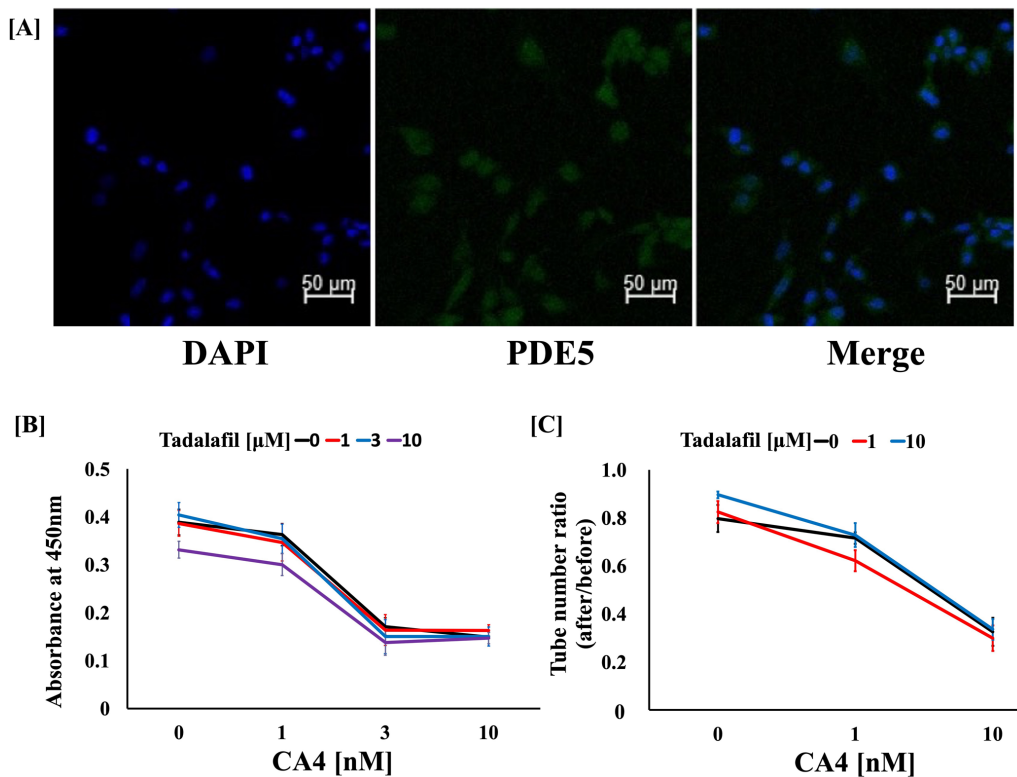 [A]
50 µm 50 µm 50 µm
DAPI PDE5 Merge
[B]
Tadalafil [µM] 0 1 3 10
Absorbance at 450nm
0.5
0.4
0.3
0.2
0.1
0
0 1 3 10
CA4 [nM]
[C]
Tadalafil [µM] 0 1 10
Tube number ratio
(after/before)
1.0
0.8
0.6
0.4
0.2
0
0 1 10
CA4 [nM]